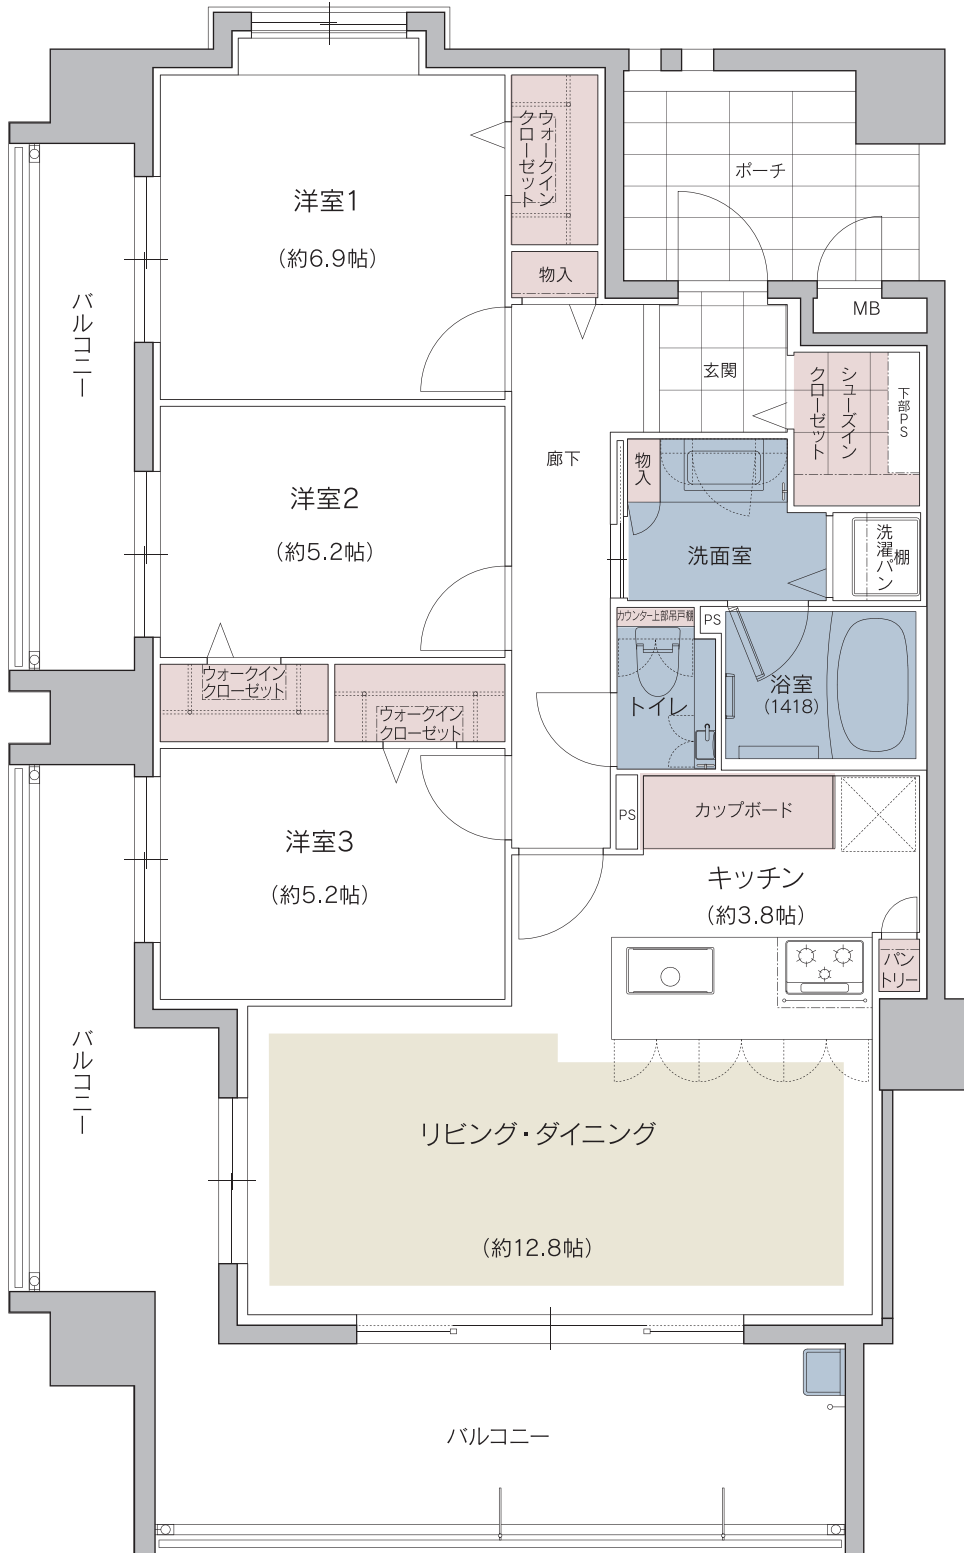 洋室1
(約6.9帖)
ウォークイン
クローゼット
物入
ポーチ
MB
玄関
シューズイン
クローゼット
下部PS
バルコニー
洋室2
(約5.2帖)
廊下
物入
洗面室
洗濯パン
棚
カウンター上部吊戸棚
トイレ
PS
浴室
(1418)
ウォークイン
クローゼット
ウォークイン
クローゼット
洋室3
(約5.2帖)
PS
カップボード
キッチン
(約3.8帖)
パン
トリー
バルコニー
リビング・ダイニング
(約12.8帖)
バルコニー